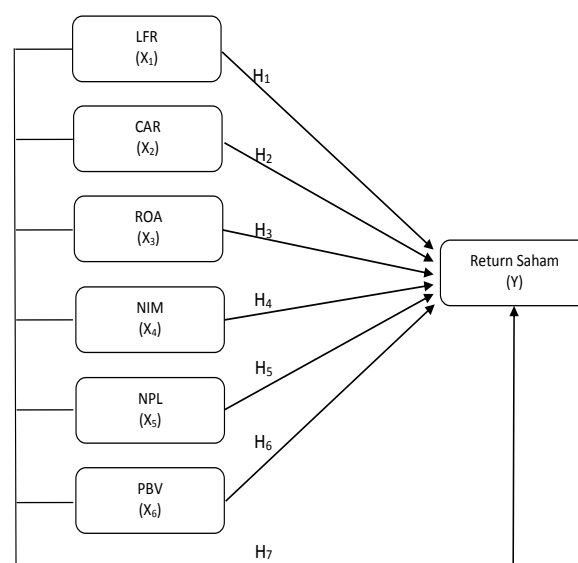 LFR
(X₁)
H₁
CAR
(X₂)
H₂
ROA
(X₃)
H₃
Return Saham
(Y)
NIM
(X₄)
H₄
NPL
(X₅)
H₅
PBV
(X₆)
H₆
H₇